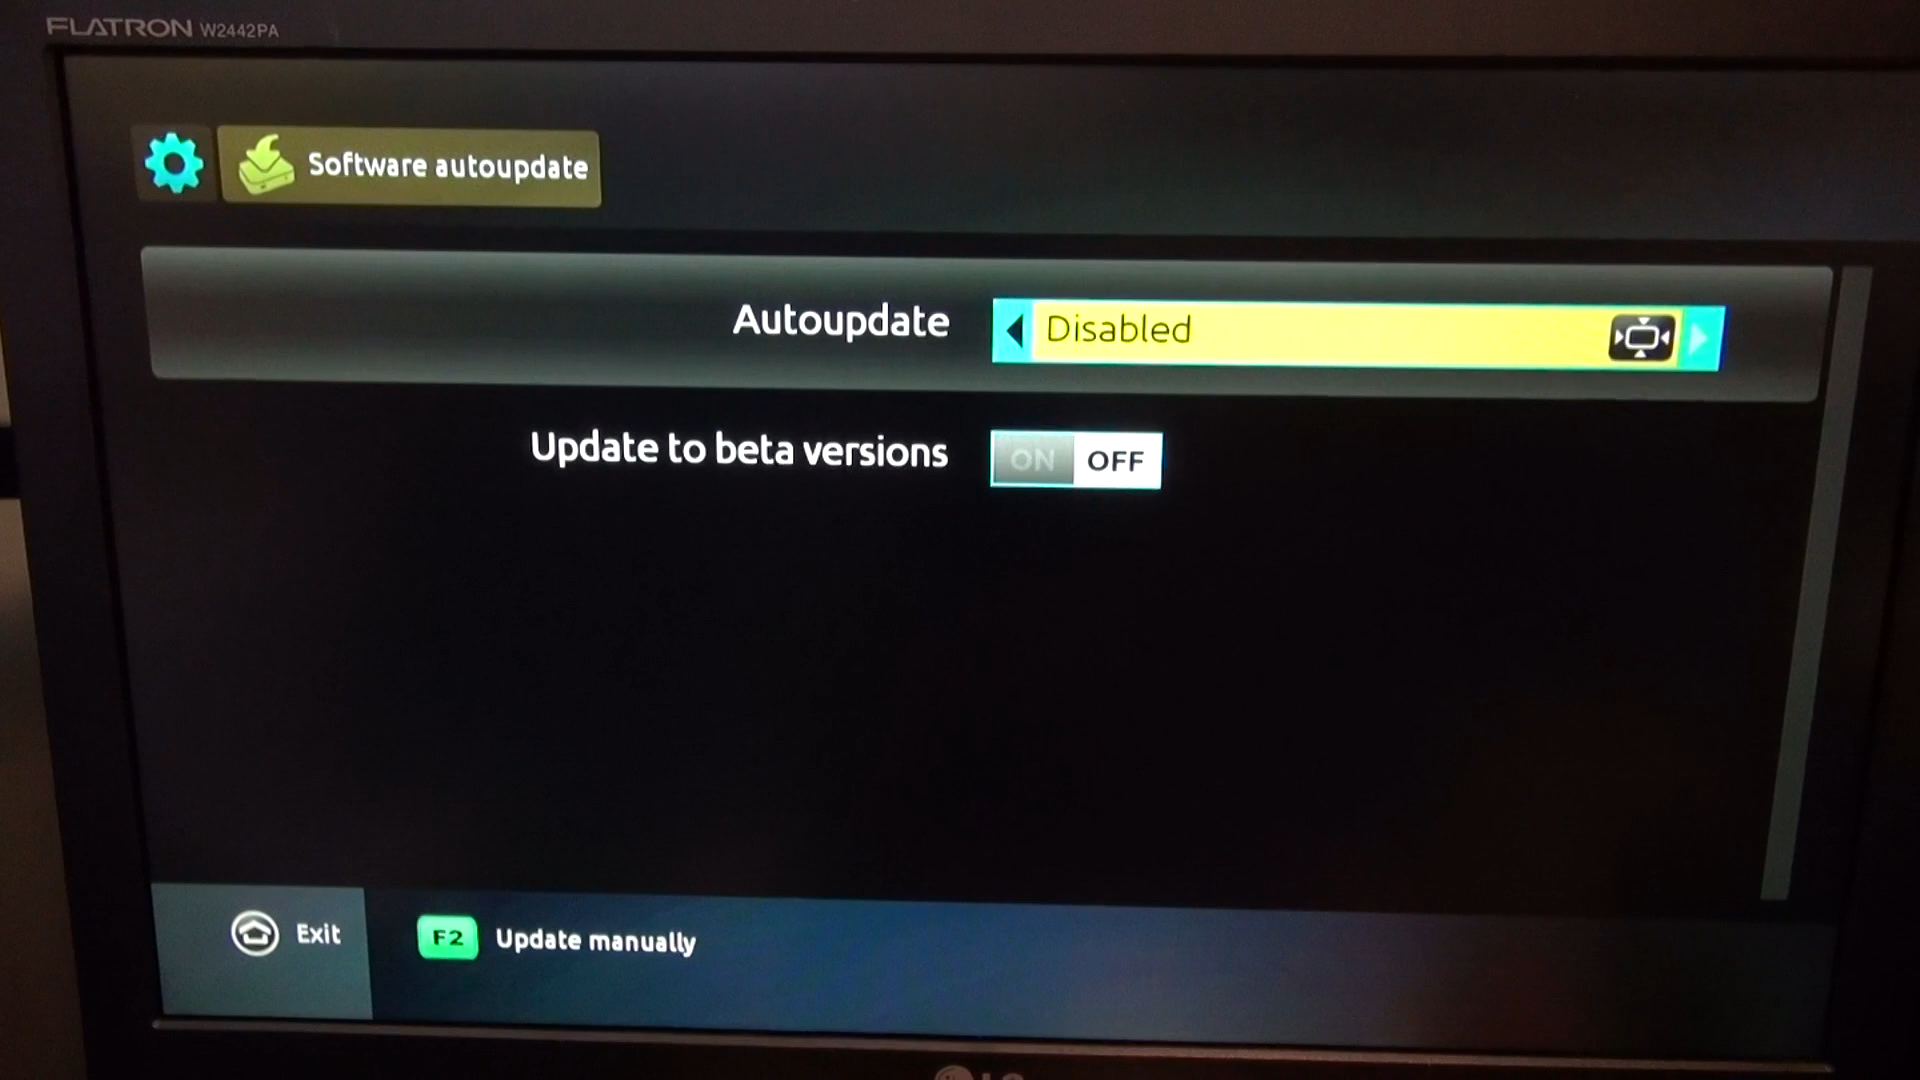 FLATRON W2442PA
Software autoupdate
Autoupdate
Disabled
Update to beta versions
ON OFF
Exit
F2 Update manually